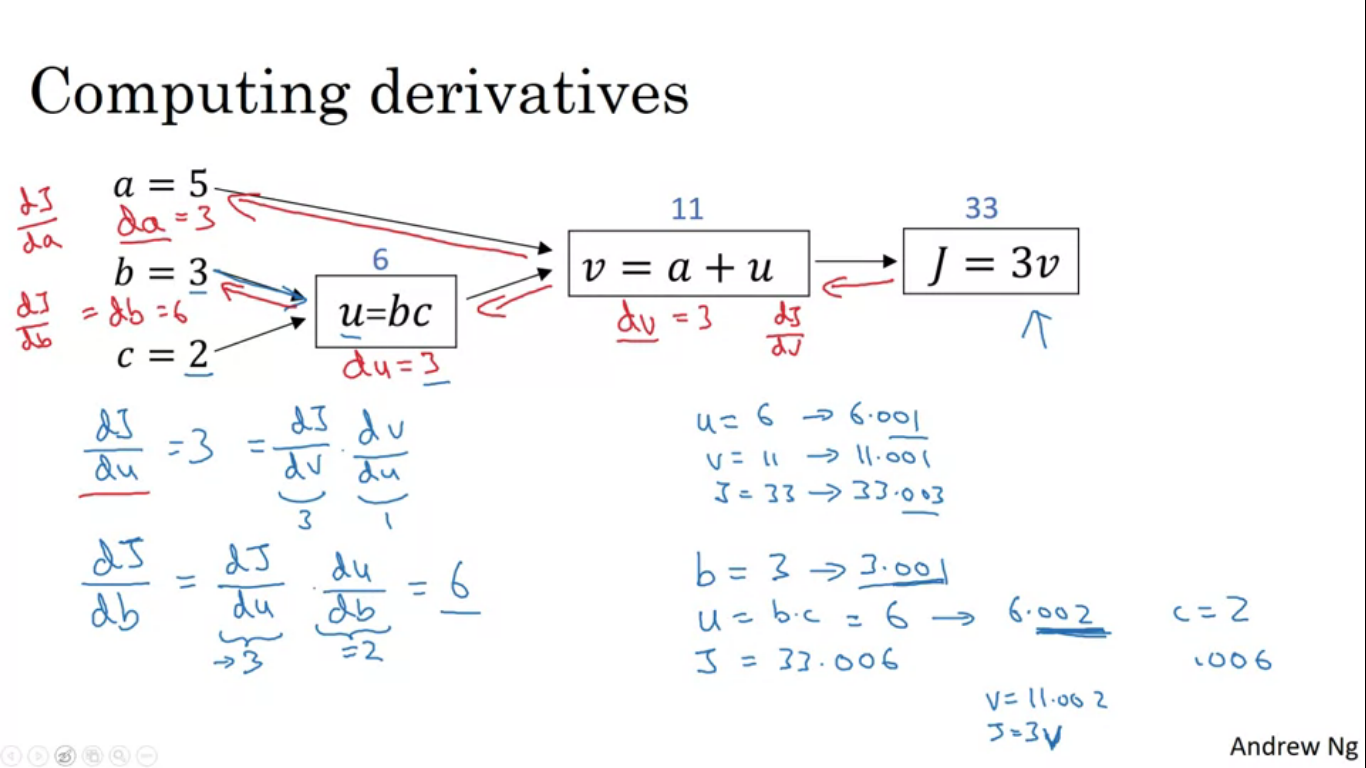 Computing derivatives
dJ/da
a = 5
da = 3
b = 3
dJ/db = db = 6
c = 2
6
u=bc
du = 3
11
v = a + u
dv = 3 dJ/dv
33
J = 3v
dJ/du = 3 = dJ/dv · dv/du
3 1
dJ/db = dJ/du · du/db = 6
→3 =2
u = 6 → 6.001
v = 11 → 11.001
J = 33 → 33.003
b = 3 → 3.001
u = b·c = 6 → 6.002 c = 2
J = 33.006 .006
v = 11.002
J = 3v
Andrew Ng